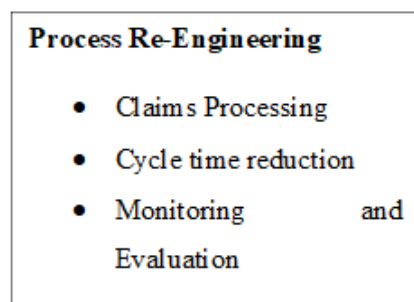 Process Re-Engineering
• Claims Processing
• Cycle time reduction
• Monitoring and
Evaluation